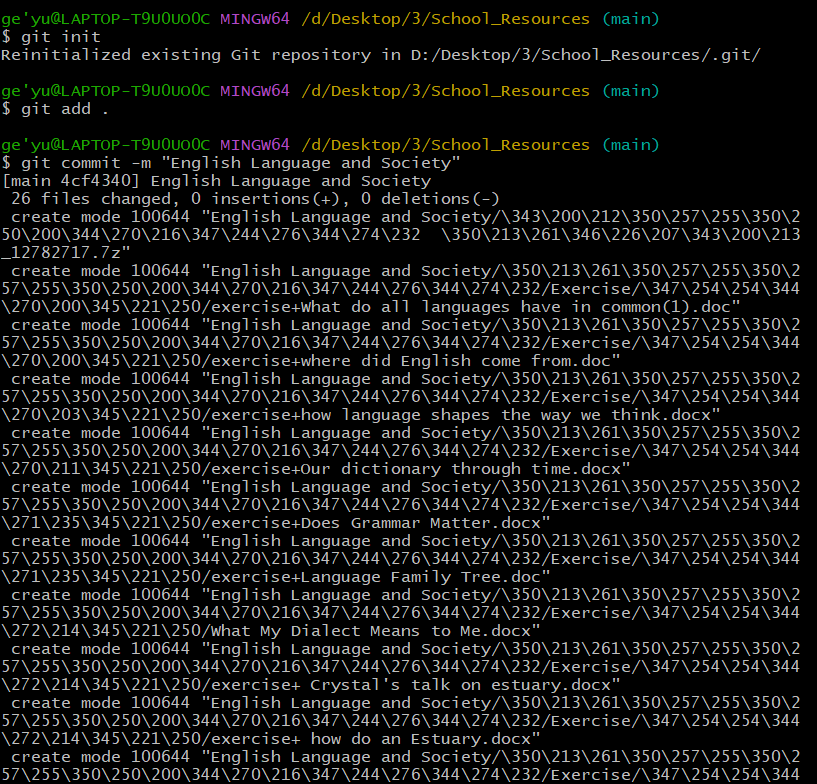 ge'yu@LAPTOP-T9U0UO0C MINGW64 /d/Desktop/3/School_Resources (main)
$ git init
Reinitialized existing Git repository in D:/Desktop/3/School_Resources/.git/
ge'yu@LAPTOP-T9U0UO0C MINGW64 /d/Desktop/3/School_Resources (main)
$ git add .
ge'yu@LAPTOP-T9U0UO0C MINGW64 /d/Desktop/3/School_Resources (main)
$ git commit -m "English Language and Society"
[main 4cf4340] English Language and Society
 26 files changed, 0 insertions(+), 0 deletions(-)
 create mode 100644 "English Language and Society/\343\200\212\350\257\255\350\2
50\200\344\270\216\347\244\276\344\274\232  \350\213\261\346\226\207\343\200\213
_12782717.7z"
 create mode 100644 "English Language and Society/\350\213\261\350\257\255\350\2
57\255\350\250\200\344\270\216\347\244\276\344\274\232/Exercise/\347\254\254\344
\270\200\345\221\250/exercise+What do all languages have in common(1).doc"
 create mode 100644 "English Language and Society/\350\213\261\350\257\255\350\2
57\255\350\250\200\344\270\216\347\244\276\344\274\232/Exercise/\347\254\254\344
\270\200\345\221\250/exercise+where did English come from.doc"
 create mode 100644 "English Language and Society/\350\213\261\350\257\255\350\2
57\255\350\250\200\344\270\216\347\244\276\344\274\232/Exercise/\347\254\254\344
\270\203\345\221\250/exercise+how language shapes the way we think.docx"
 create mode 100644 "English Language and Society/\350\213\261\350\257\255\350\2
57\255\350\250\200\344\270\216\347\244\276\344\274\232/Exercise/\347\254\254\344
\270\211\345\221\250/exercise+Our dictionary through time.docx"
 create mode 100644 "English Language and Society/\350\213\261\350\257\255\350\2
57\255\350\250\200\344\270\216\347\244\276\344\274\232/Exercise/\347\254\254\344
\271\235\345\221\250/exercise+Does Grammar Matter.docx"
 create mode 100644 "English Language and Society/\350\213\261\350\257\255\350\2
57\255\350\250\200\344\270\216\347\244\276\344\274\232/Exercise/\347\254\254\344
\271\235\345\221\250/exercise+Language Family Tree.doc"
 create mode 100644 "English Language and Society/\350\213\261\350\257\255\350\2
57\255\350\250\200\344\270\216\347\244\276\344\274\232/Exercise/\347\254\254\344
\272\214\345\221\250/What My Dialect Means to Me.docx"
 create mode 100644 "English Language and Society/\350\213\261\350\257\255\350\2
57\255\350\250\200\344\270\216\347\244\276\344\274\232/Exercise/\347\254\254\344
\272\214\345\221\250/exercise+ Crystal's talk on estuary.docx"
 create mode 100644 "English Language and Society/\350\213\261\350\257\255\350\2
57\255\350\250\200\344\270\216\347\244\276\344\274\232/Exercise/\347\254\254\344
\272\214\345\221\250/exercise+ how do an Estuary.docx"
 create mode 100644 "English Language and Society/\350\213\261\350\257\255\350\2
57\255\350\250\200\344\270\216\347\244\276\344\274\232/Exercise/\347\254\254\344